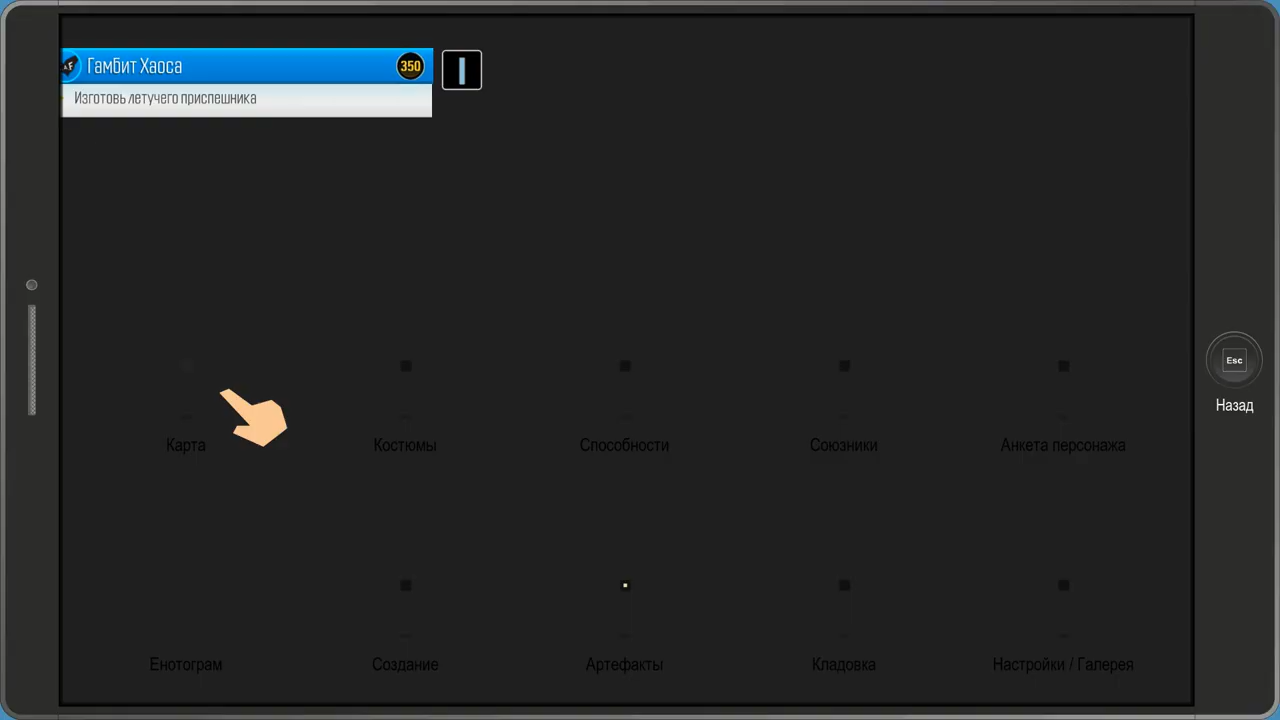 Гамбит Хаоса
350
Изготовь летучего приспешника
Esc
Назад
Карта
Костюмы
Способности
Союзники
Анкета персонажа
Енотограм
Создание
Артефакты
Кладовка
Настройки / Галерея